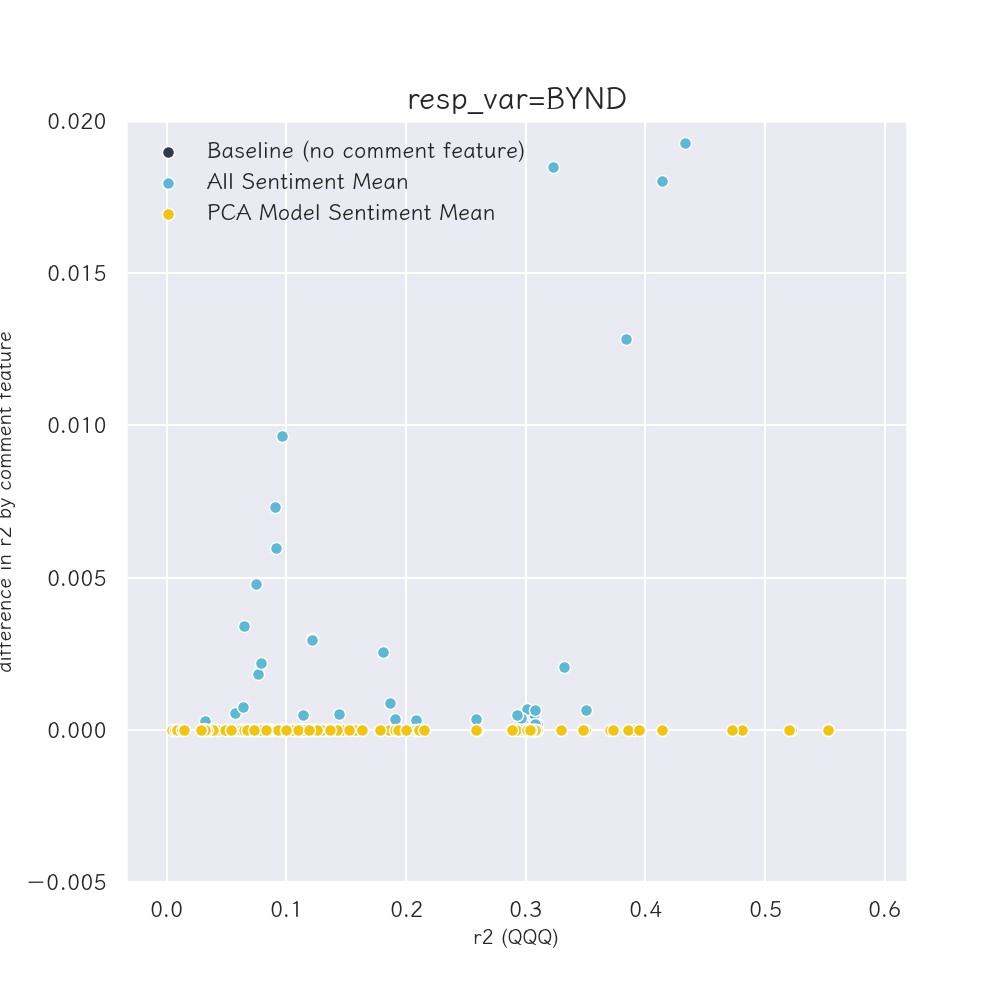 resp_var=BYND
0.020
0.015
0.010
0.005
0.000
−0.005
difference in r2 by comment feature
Baseline (no comment feature)
All Sentiment Mean
PCA Model Sentiment Mean
0.0 0.1 0.2 0.3 0.4 0.5 0.6
r2 (QQQ)